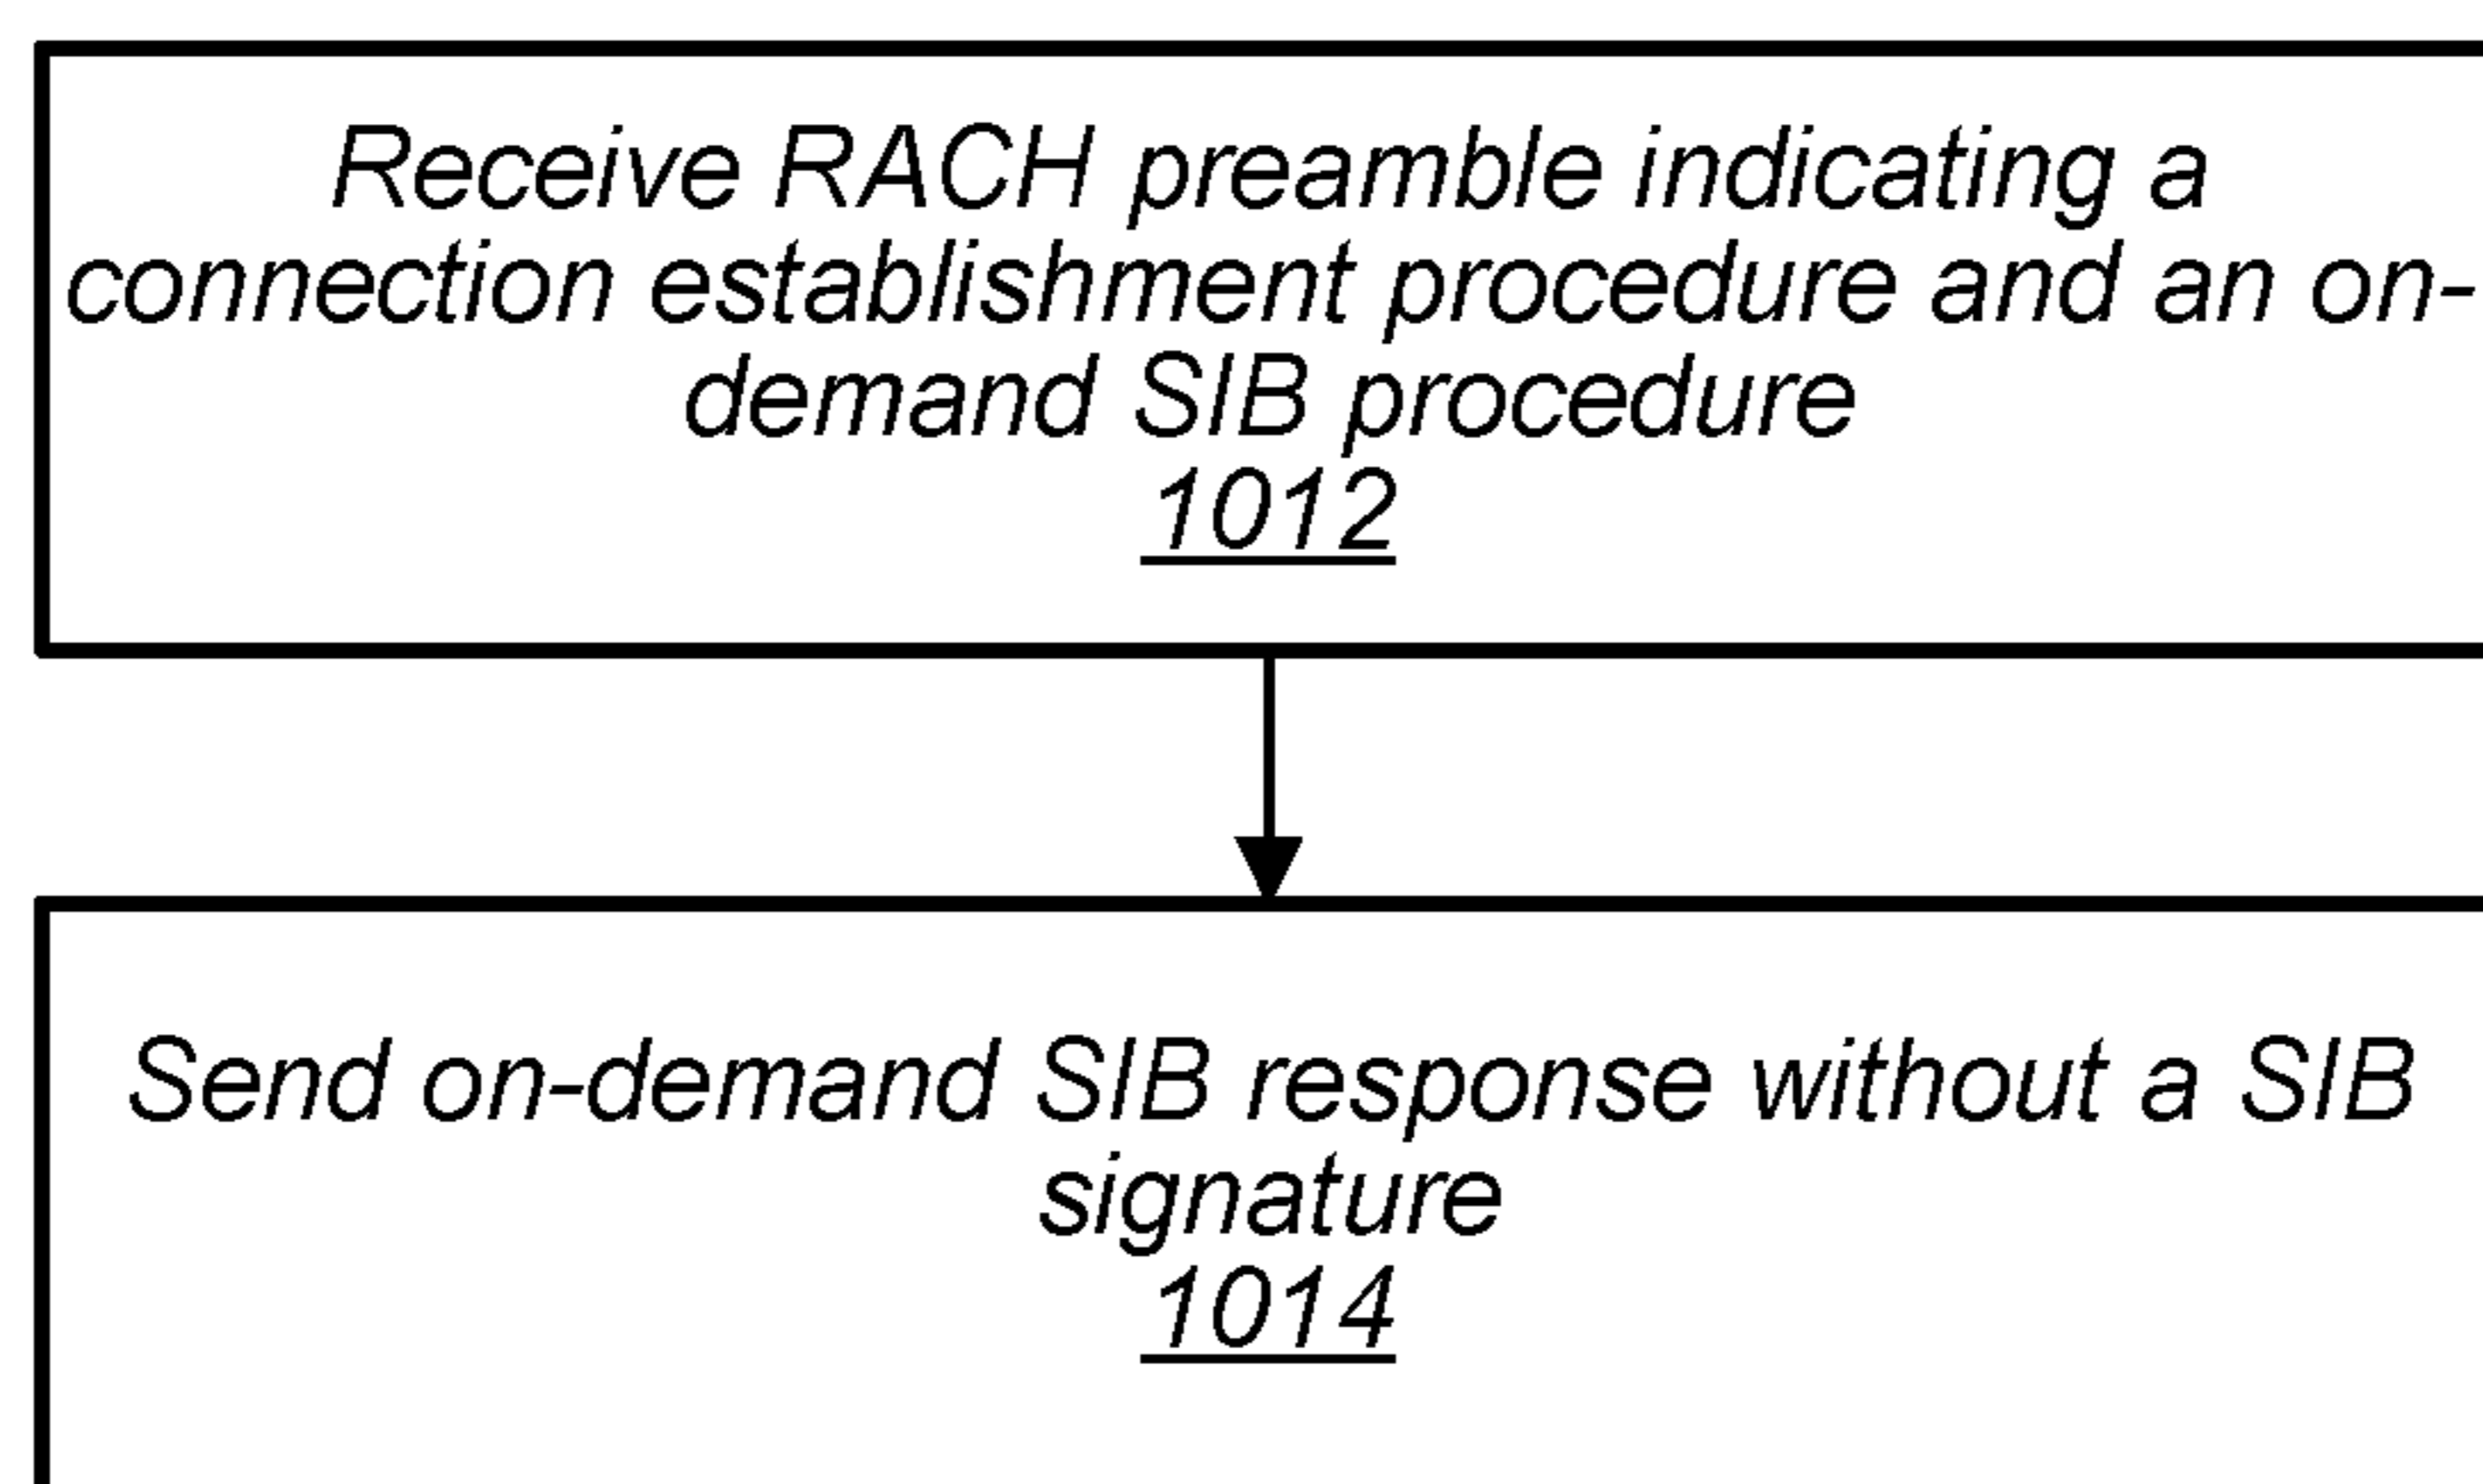 Receive RACH preamble indicating a
connection establishment procedure and an on-
demand SIB procedure
1012
Send on-demand SIB response without a SIB
signature
1014